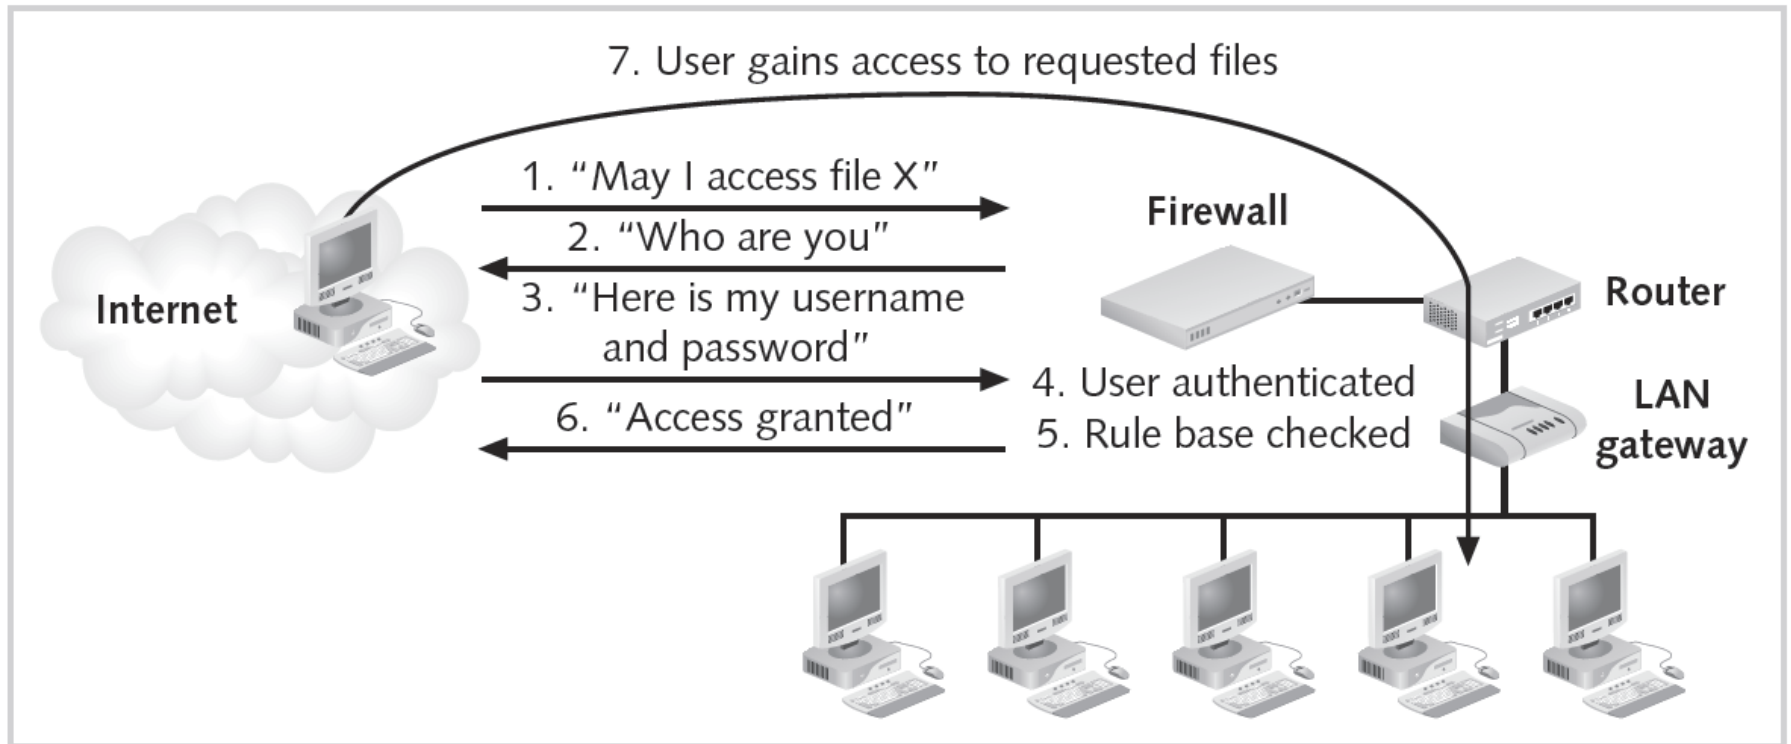 7. User gains access to requested files
1. “May I access file X”
2. “Who are you”
3. “Here is my username
and password”
6. “Access granted”
Internet
Firewall
4. User authenticated
5. Rule base checked
Router
LAN
gateway